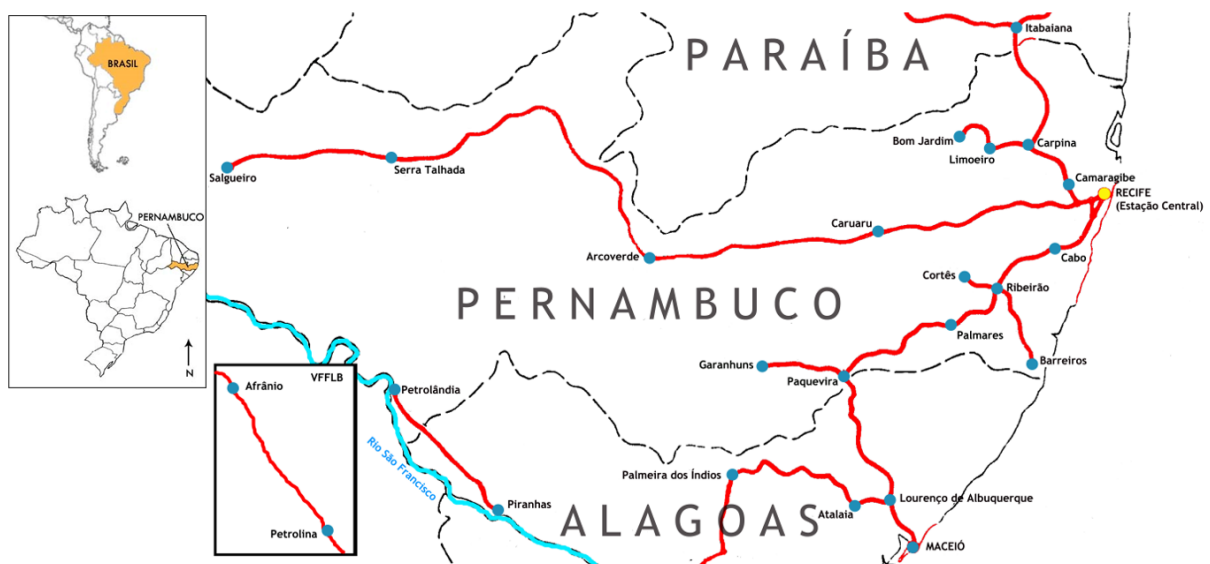 BRASIL
PERNAMBUCO
N
PARAÍBA
Itabaiana
Bom Jardim
Limoeiro
Carpina
Camaragibe
RECIFE
(Estação Central)
Salgueiro
Serra Talhada
Caruaru
Arcoverde
Cabo
Cortês
Ribeirão
PERNAMBUCO
Palmares
Barreiros
Garanhuns
Paquevira
VFFLB
Afrânio
Petrolina
Petrolândia
Rio São Francisco
Piranhas
Palmeira dos Índios
Atalaia
Lourenço de Albuquerque
ALAGOAS
MACEIÓ